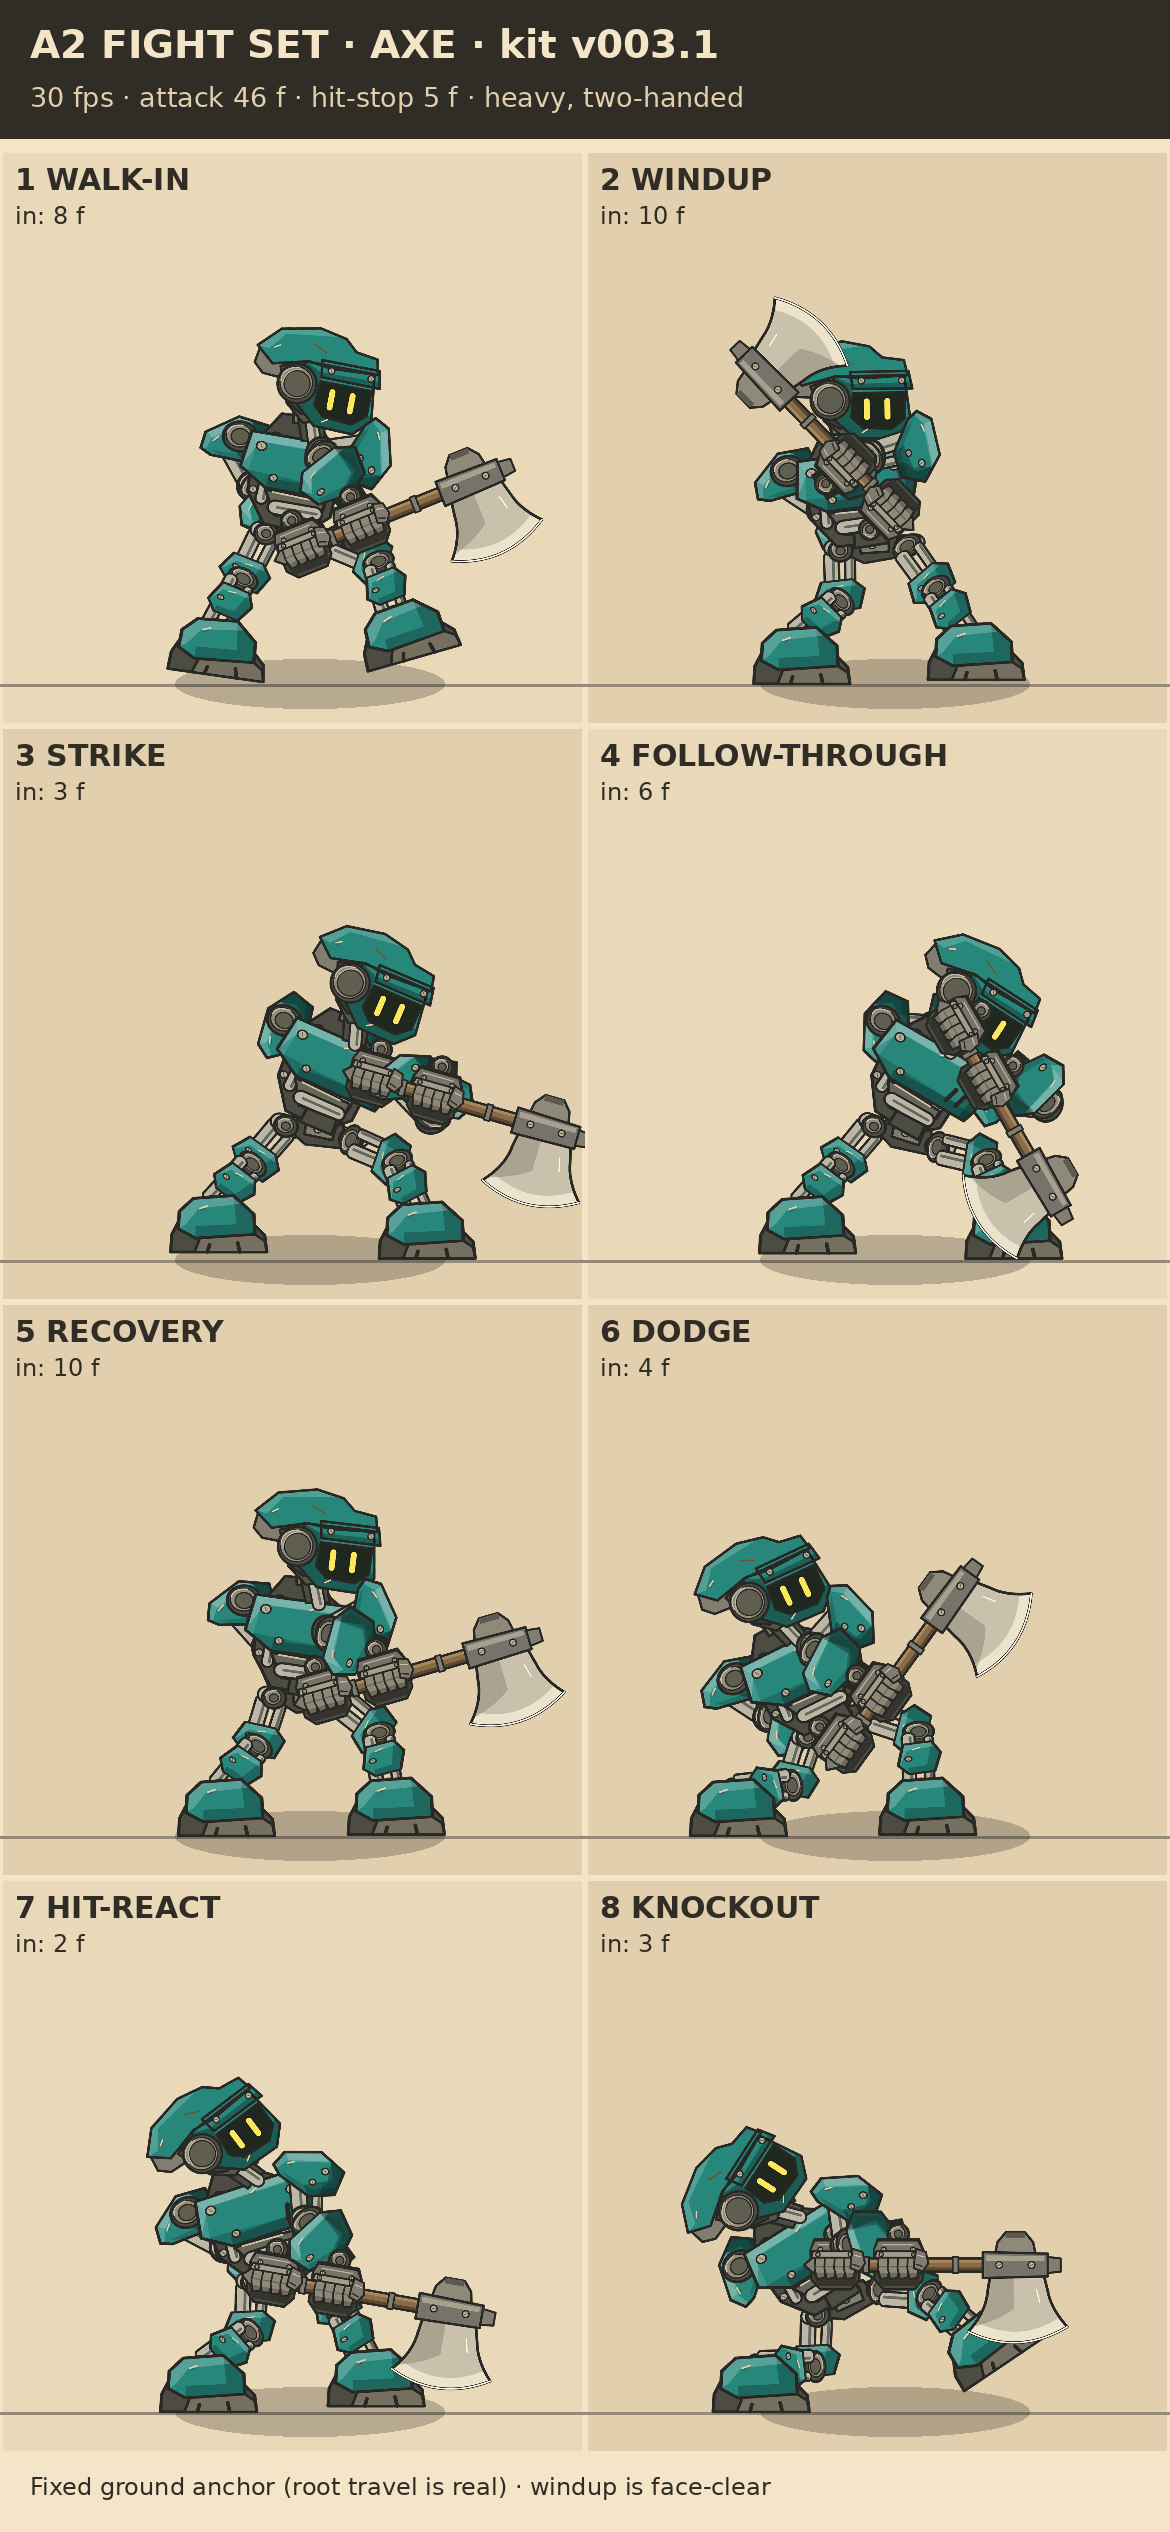 A2 FIGHT SET · AXE · kit v003.1
30 fps · attack 46 f · hit-stop 5 f · heavy, two-handed
1 WALK-IN
in: 8 f
2 WINDUP
in: 10 f
3 STRIKE
in: 3 f
4 FOLLOW-THROUGH
in: 6 f
5 RECOVERY
in: 10 f
6 DODGE
in: 4 f
7 HIT-REACT
in: 2 f
8 KNOCKOUT
in: 3 f
Fixed ground anchor (root travel is real) · windup is face-clear